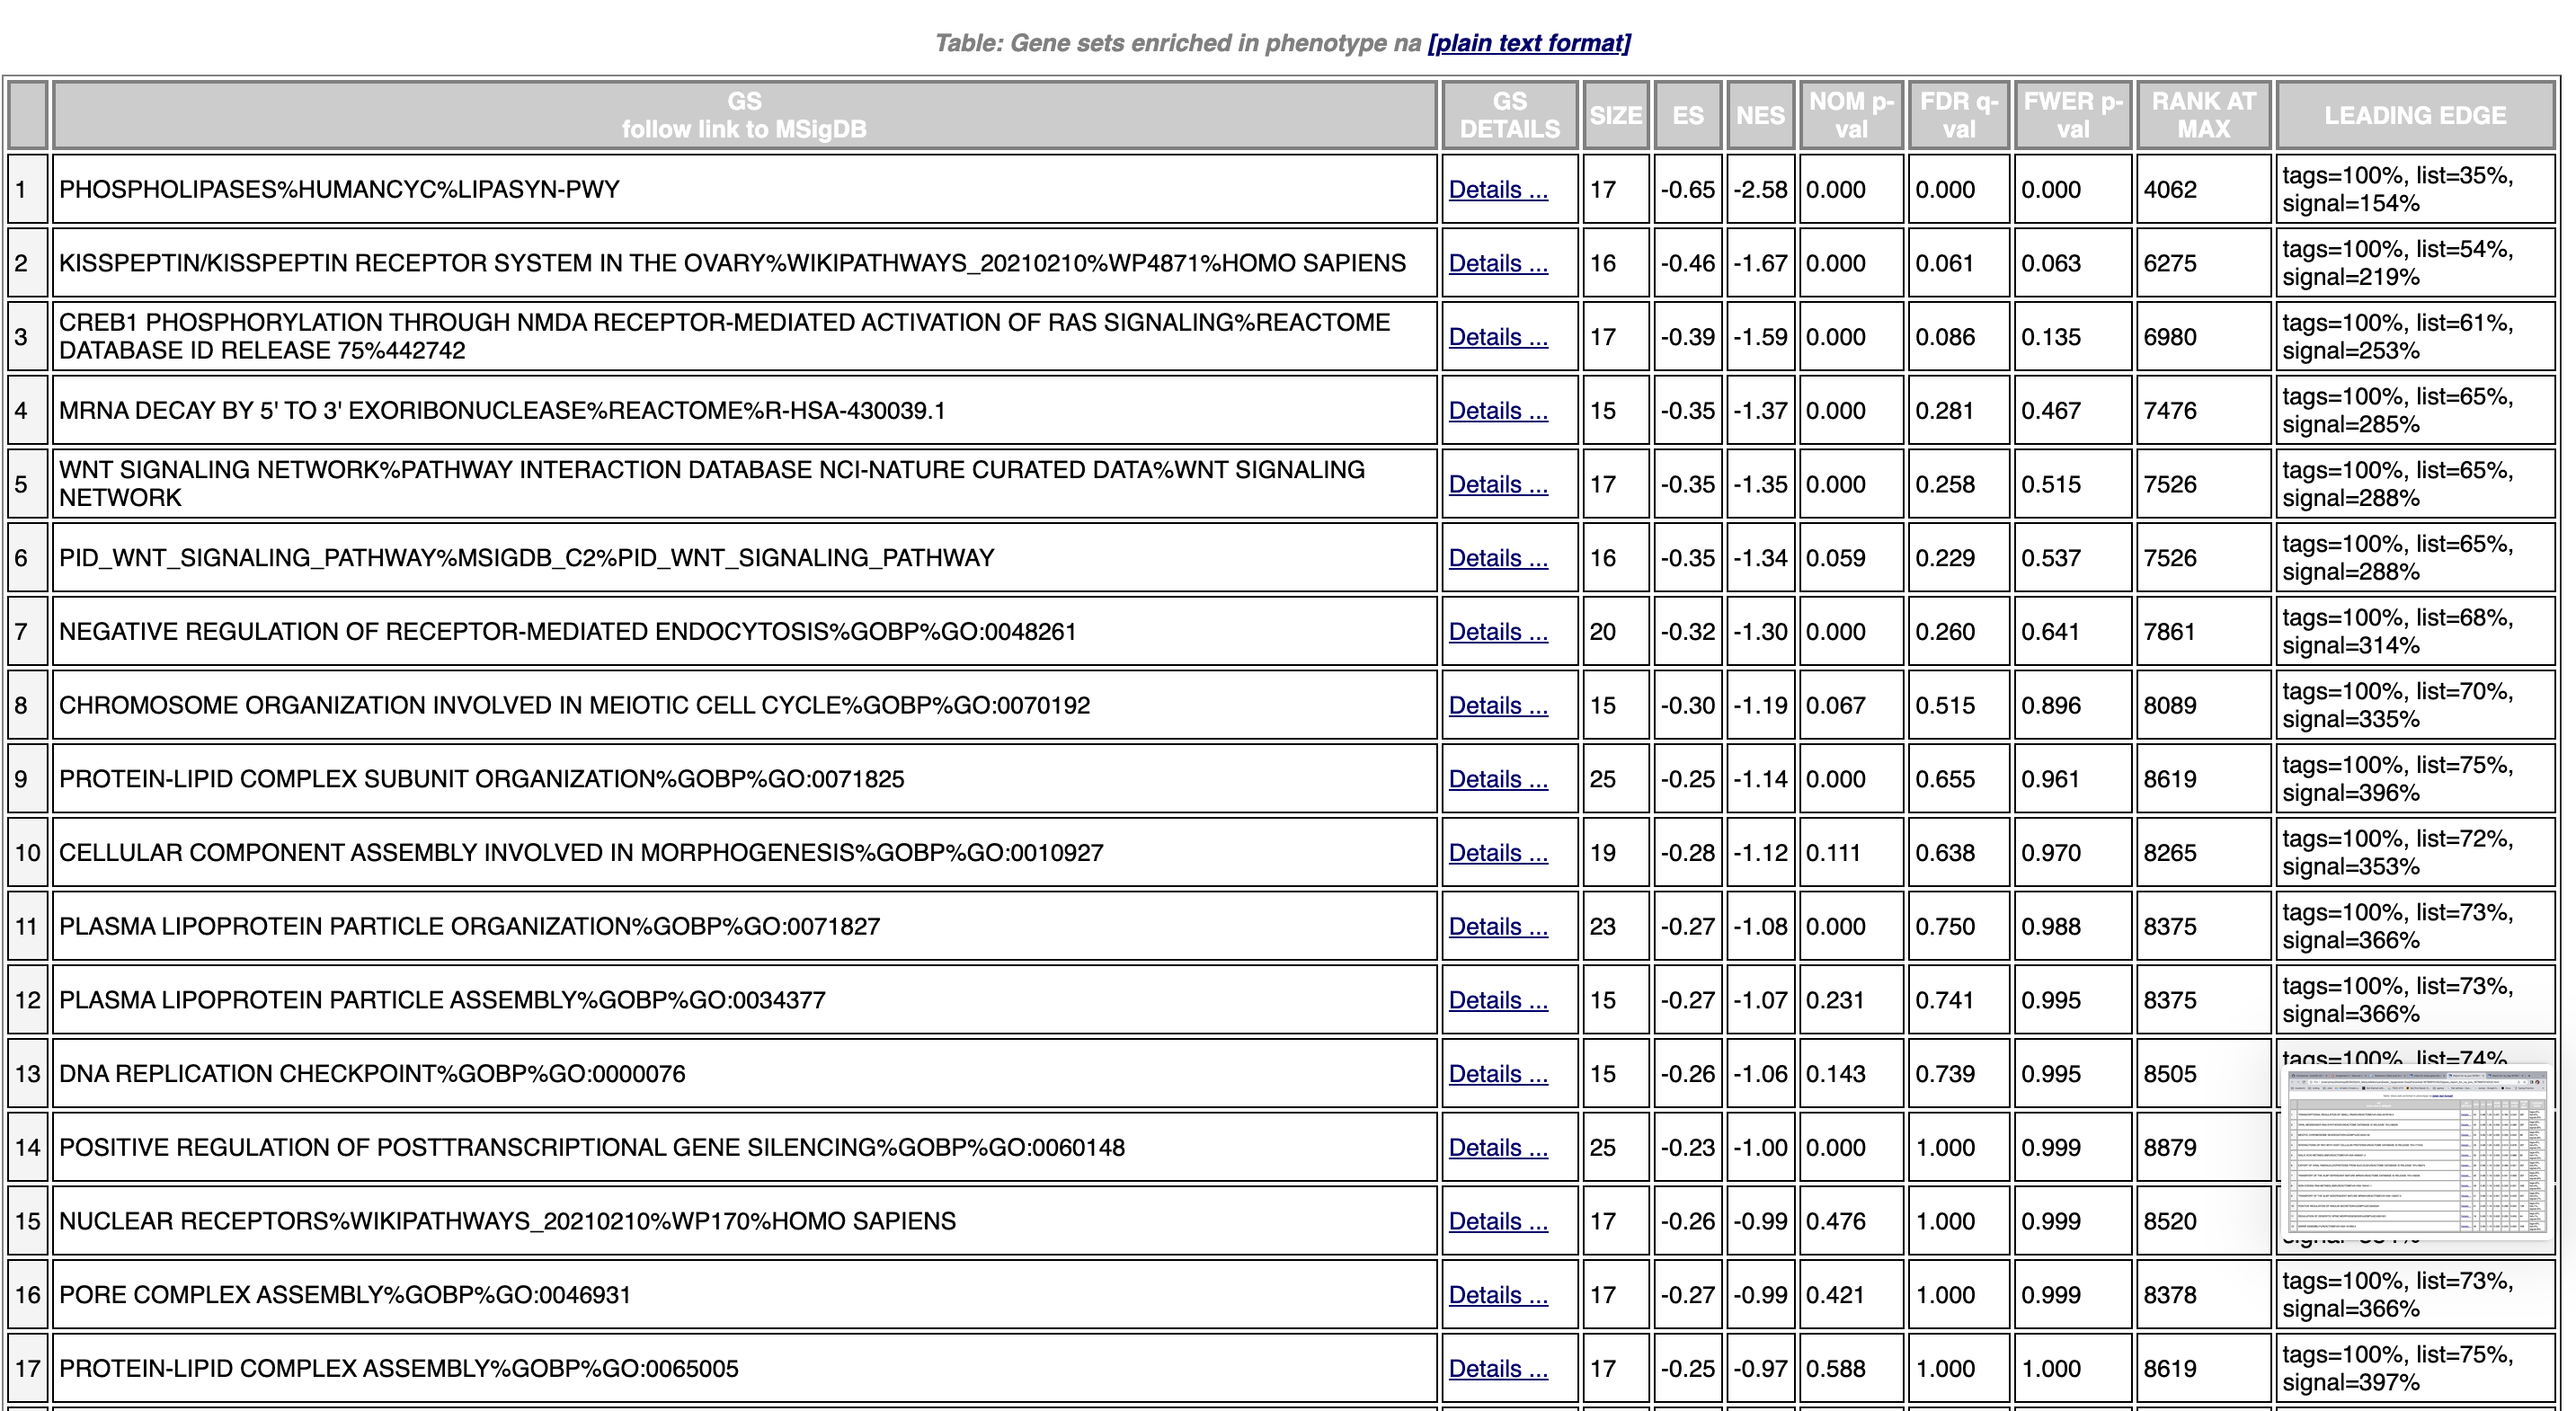 Table: Gene sets enriched in phenotype na [plain text format]
GS
follow link to MSigDB
GS
DETAILS
SIZE
ES
NES
NOM p-
val
FDR q-
val
FWER p-
val
RANK AT
MAX
LEADING EDGE
1 PHOSPHOLIPASES%HUMANCYC%LIPASYN-PWY Details ... 17 -0.65 -2.58 0.000 0.000 0.000 4062 tags=100%, list=35%,
signal=154%
2 KISSPEPTIN/KISSPEPTIN RECEPTOR SYSTEM IN THE OVARY%WIKIPATHWAYS_20210210%WP4871%HOMO SAPIENS Details ... 16 -0.46 -1.67 0.000 0.061 0.063 6275 tags=100%, list=54%,
signal=219%
3 CREB1 PHOSPHORYLATION THROUGH NMDA RECEPTOR-MEDIATED ACTIVATION OF RAS SIGNALING%REACTOME
DATABASE ID RELEASE 75%442742 Details ... 17 -0.39 -1.59 0.000 0.086 0.135 6980 tags=100%, list=61%,
signal=253%
4 MRNA DECAY BY 5' TO 3' EXORIBONUCLEASE%REACTOME%R-HSA-430039.1 Details ... 15 -0.35 -1.37 0.000 0.281 0.467 7476 tags=100%, list=65%,
signal=285%
5 WNT SIGNALING NETWORK%PATHWAY INTERACTION DATABASE NCI-NATURE CURATED DATA%WNT SIGNALING
NETWORK Details ... 17 -0.35 -1.35 0.000 0.258 0.515 7526 tags=100%, list=65%,
signal=288%
6 PID_WNT_SIGNALING_PATHWAY%MSIGDB_C2%PID_WNT_SIGNALING_PATHWAY Details ... 16 -0.35 -1.34 0.059 0.229 0.537 7526 tags=100%, list=65%,
signal=288%
7 NEGATIVE REGULATION OF RECEPTOR-MEDIATED ENDOCYTOSIS%GOBP%GO:0048261 Details ... 20 -0.32 -1.30 0.000 0.260 0.641 7861 tags=100%, list=68%,
signal=314%
8 CHROMOSOME ORGANIZATION INVOLVED IN MEIOTIC CELL CYCLE%GOBP%GO:0070192 Details ... 15 -0.30 -1.19 0.067 0.515 0.896 8089 tags=100%, list=70%,
signal=335%
9 PROTEIN-LIPID COMPLEX SUBUNIT ORGANIZATION%GOBP%GO:0071825 Details ... 25 -0.25 -1.14 0.000 0.655 0.961 8619 tags=100%, list=75%,
signal=396%
10 CELLULAR COMPONENT ASSEMBLY INVOLVED IN MORPHOGENESIS%GOBP%GO:0010927 Details ... 19 -0.28 -1.12 0.111 0.638 0.970 8265 tags=100%, list=72%,
signal=353%
11 PLASMA LIPOPROTEIN PARTICLE ORGANIZATION%GOBP%GO:0071827 Details ... 23 -0.27 -1.08 0.000 0.750 0.988 8375 tags=100%, list=73%,
signal=366%
12 PLASMA LIPOPROTEIN PARTICLE ASSEMBLY%GOBP%GO:0034377 Details ... 15 -0.27 -1.07 0.231 0.741 0.995 8375 tags=100%, list=73%,
signal=366%
13 DNA REPLICATION CHECKPOINT%GOBP%GO:0000076 Details ... 15 -0.26 -1.06 0.143 0.739 0.995 8505 tags=100%, list=74%,
14 POSITIVE REGULATION OF POSTTRANSCRIPTIONAL GENE SILENCING%GOBP%GO:0060148 Details ... 25 -0.23 -1.00 0.000 1.000 0.999 8879
15 NUCLEAR RECEPTORS%WIKIPATHWAYS_20210210%WP170%HOMO SAPIENS Details ... 17 -0.26 -0.99 0.476 1.000 0.999 8520
16 PORE COMPLEX ASSEMBLY%GOBP%GO:0046931 Details ... 17 -0.27 -0.99 0.421 1.000 0.999 8378 tags=100%, list=73%,
signal=366%
17 PROTEIN-LIPID COMPLEX ASSEMBLY%GOBP%GO:0065005 Details ... 17 -0.25 -0.97 0.588 1.000 1.000 8619 tags=100%, list=75%,
signal=397%